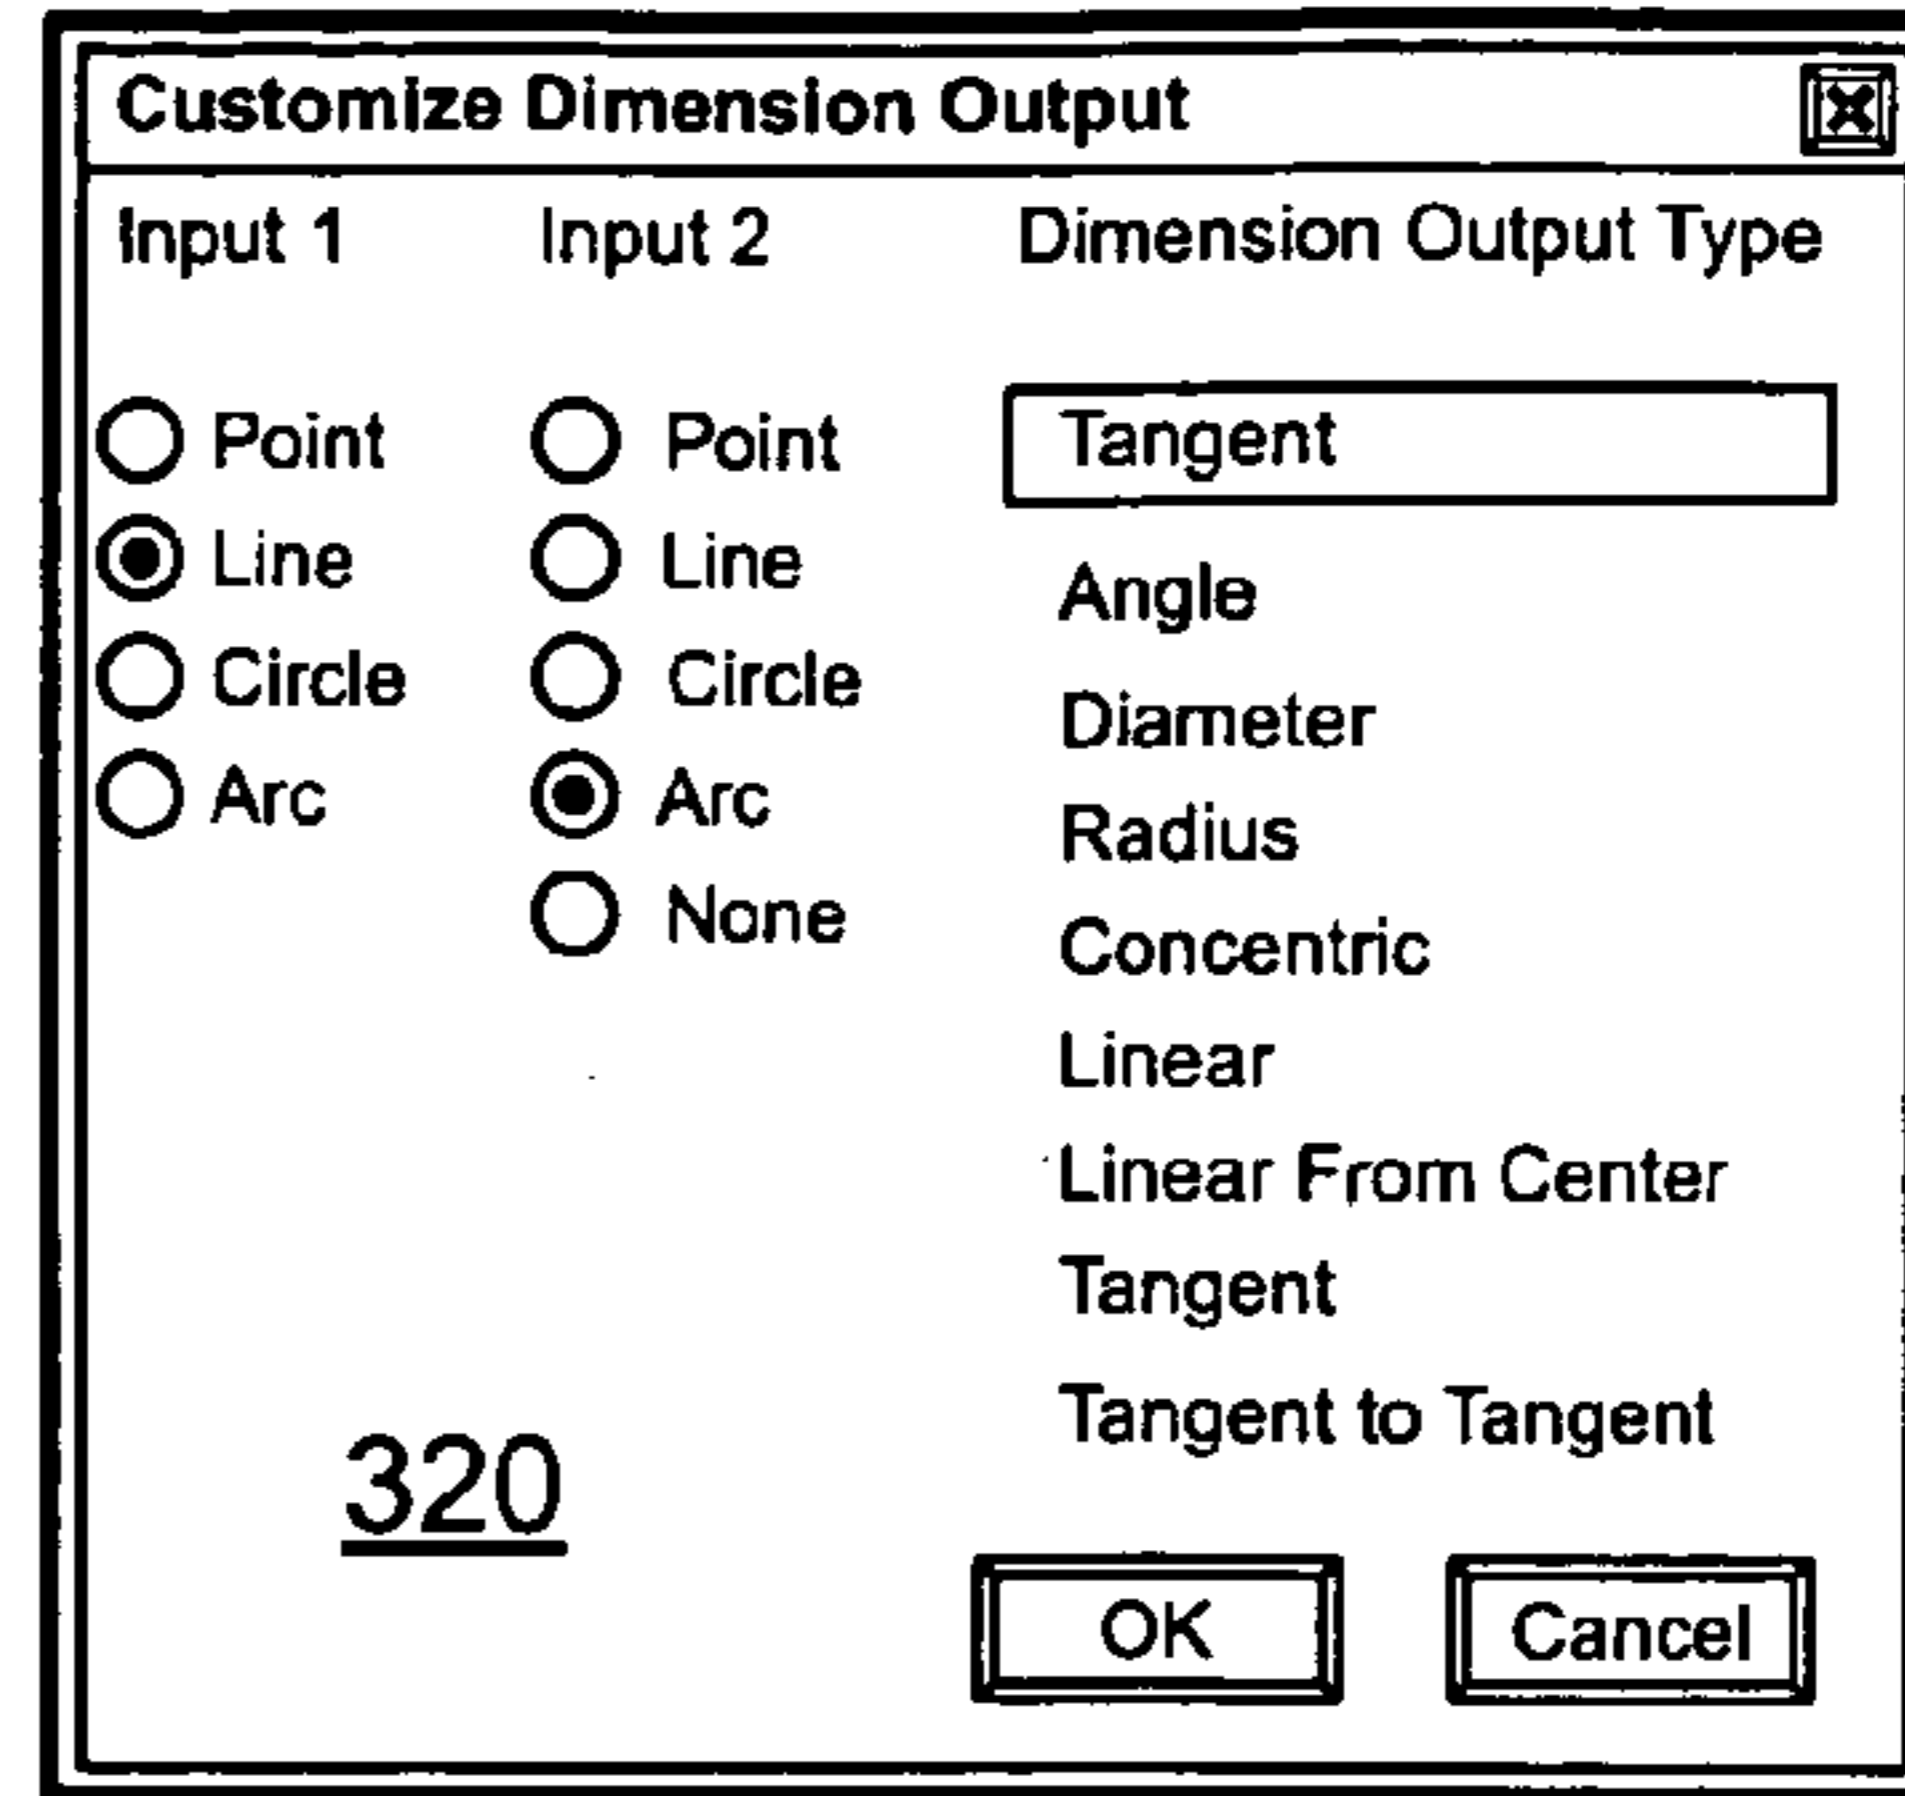 Customize Dimension Output
Input 1 Input 2 Dimension Output Type
Point Point Tangent
Line Line Angle
Circle Circle Diameter
Arc Arc Radius
None Concentric
Linear
Linear From Center
Tangent
Tangent to Tangent
320
OK Cancel